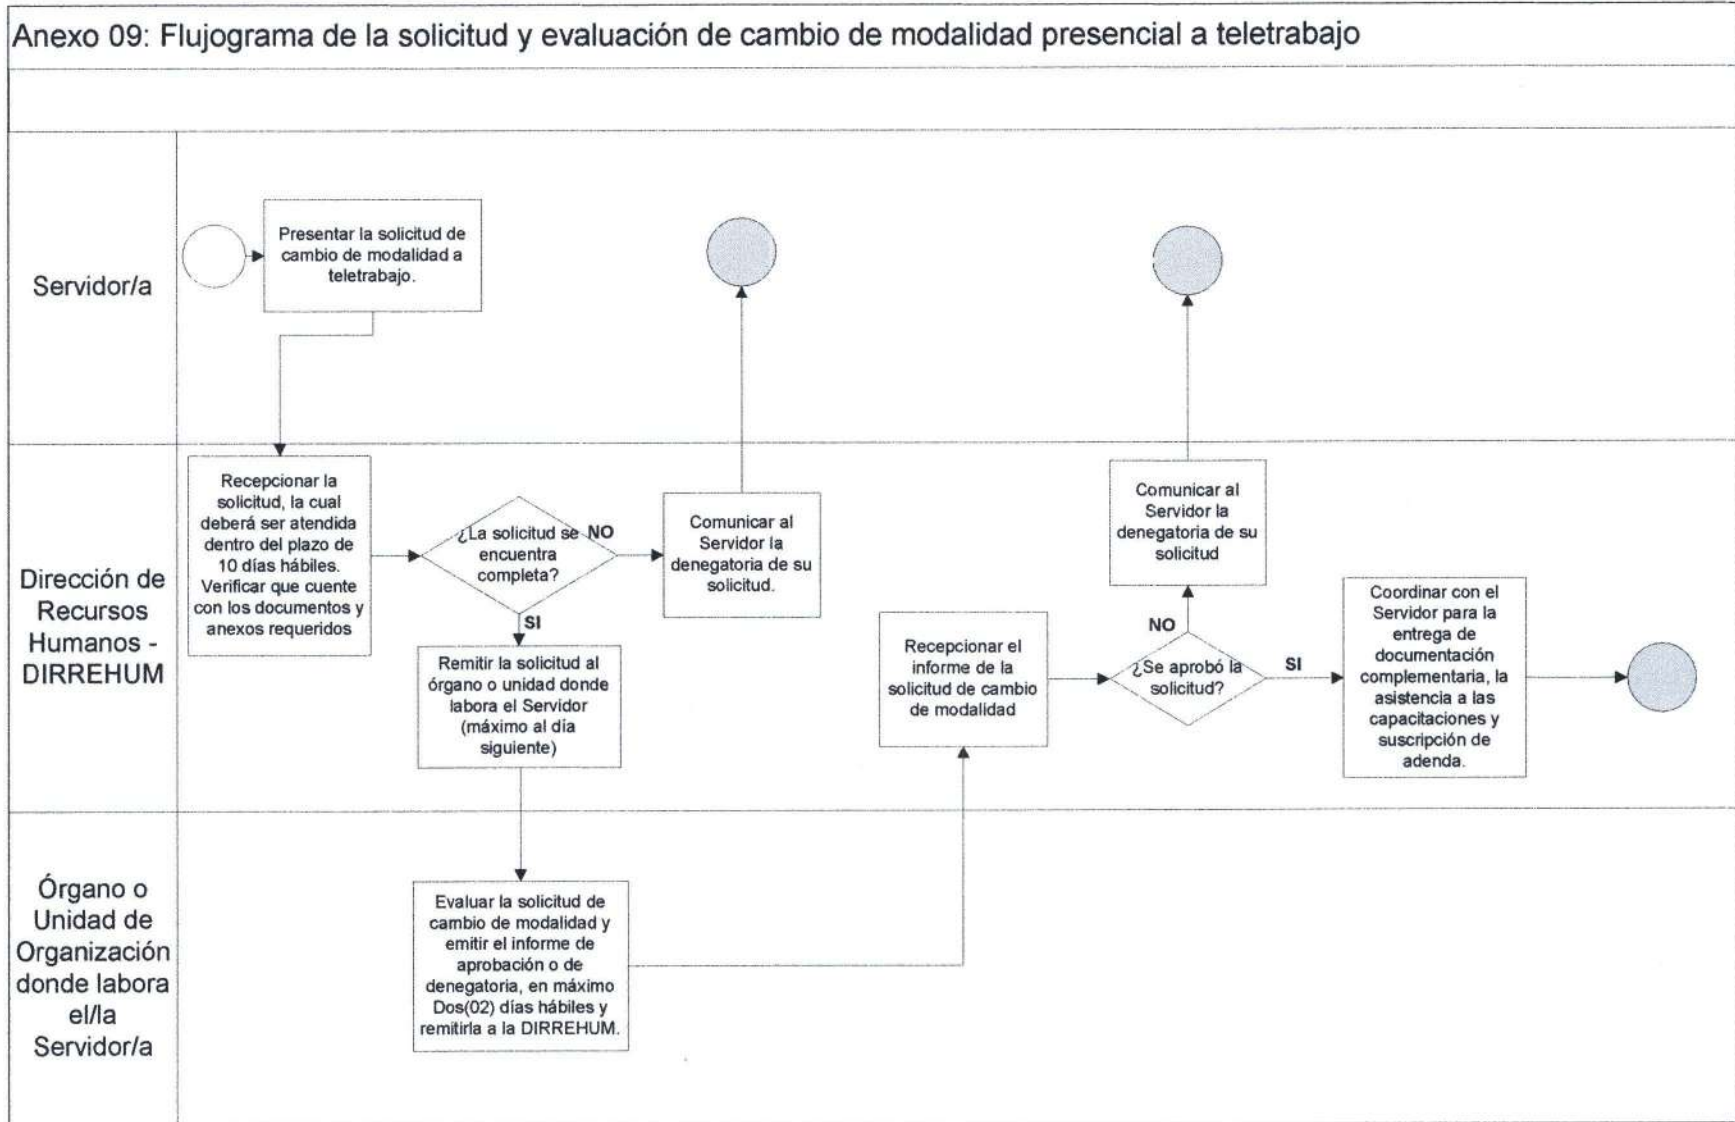 Anexo 09: Flujograma de la solicitud y evaluación de cambio de modalidad presencial a teletrabajo
Servidor/a
Presentar la solicitud de
cambio de modalidad a
teletrabajo.
Dirección de
Recursos
Humanos -
DIRREHUM
Recepcionar la
solicitud, la cual
deberá ser atendida
dentro del plazo de
10 días hábiles.
Verificar que cuente
con los documentos y
anexos requeridos
¿La solicitud se
encuentra
completa?
NO
SI
Comunicar al
Servidor la
denegatoria de su
solicitud.
Remitir la solicitud al
órgano o unidad donde
labora el Servidor
(máximo al día
siguiente)
Recepcionar el
informe de la
solicitud de cambio
de modalidad
¿Se aprobó la
solicitud?
NO
SI
Comunicar al
Servidor la
denegatoria de su
solicitud
Coordinar con el
Servidor para la
entrega de
documentación
complementaria, la
asistencia a las
capacitaciones y
suscripción de
adenda.
Órgano o
Unidad de
Organización
donde labora
el/la
Servidor/a
Evaluar la solicitud de
cambio de modalidad y
emitir el informe de
aprobación o de
denegatoria, en máximo
Dos(02) días hábiles y
remitirla a la DIRREHUM.